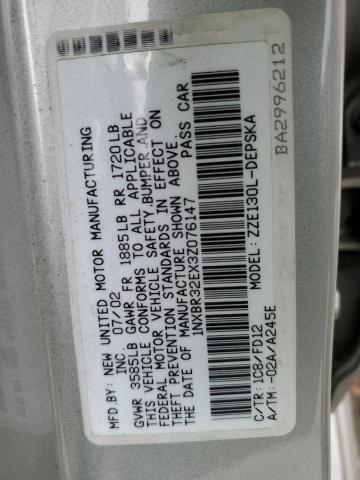 NEW UNITED MOTOR MANUFACTURING
INC. 07/02
GVWR 3585LB GAWR FR 1885LB RR 1720LB
THIS VEHICLE CONFORMS TO ALL APPLICABLE
FEDERAL MOTOR VEHICLE SAFETY, BUMPER, AND
THEFT PREVENTION STANDARDS IN EFFECT ON
THE DATE OF MANUFACTURE SHOWN ABOVE.
1NXBR32EX3Z076147 PASS CAR
MODEL: ZZE130L-DEPSKA
C/TR: 1C8/FD12
A/TM: -02A/A245E
BA2996212